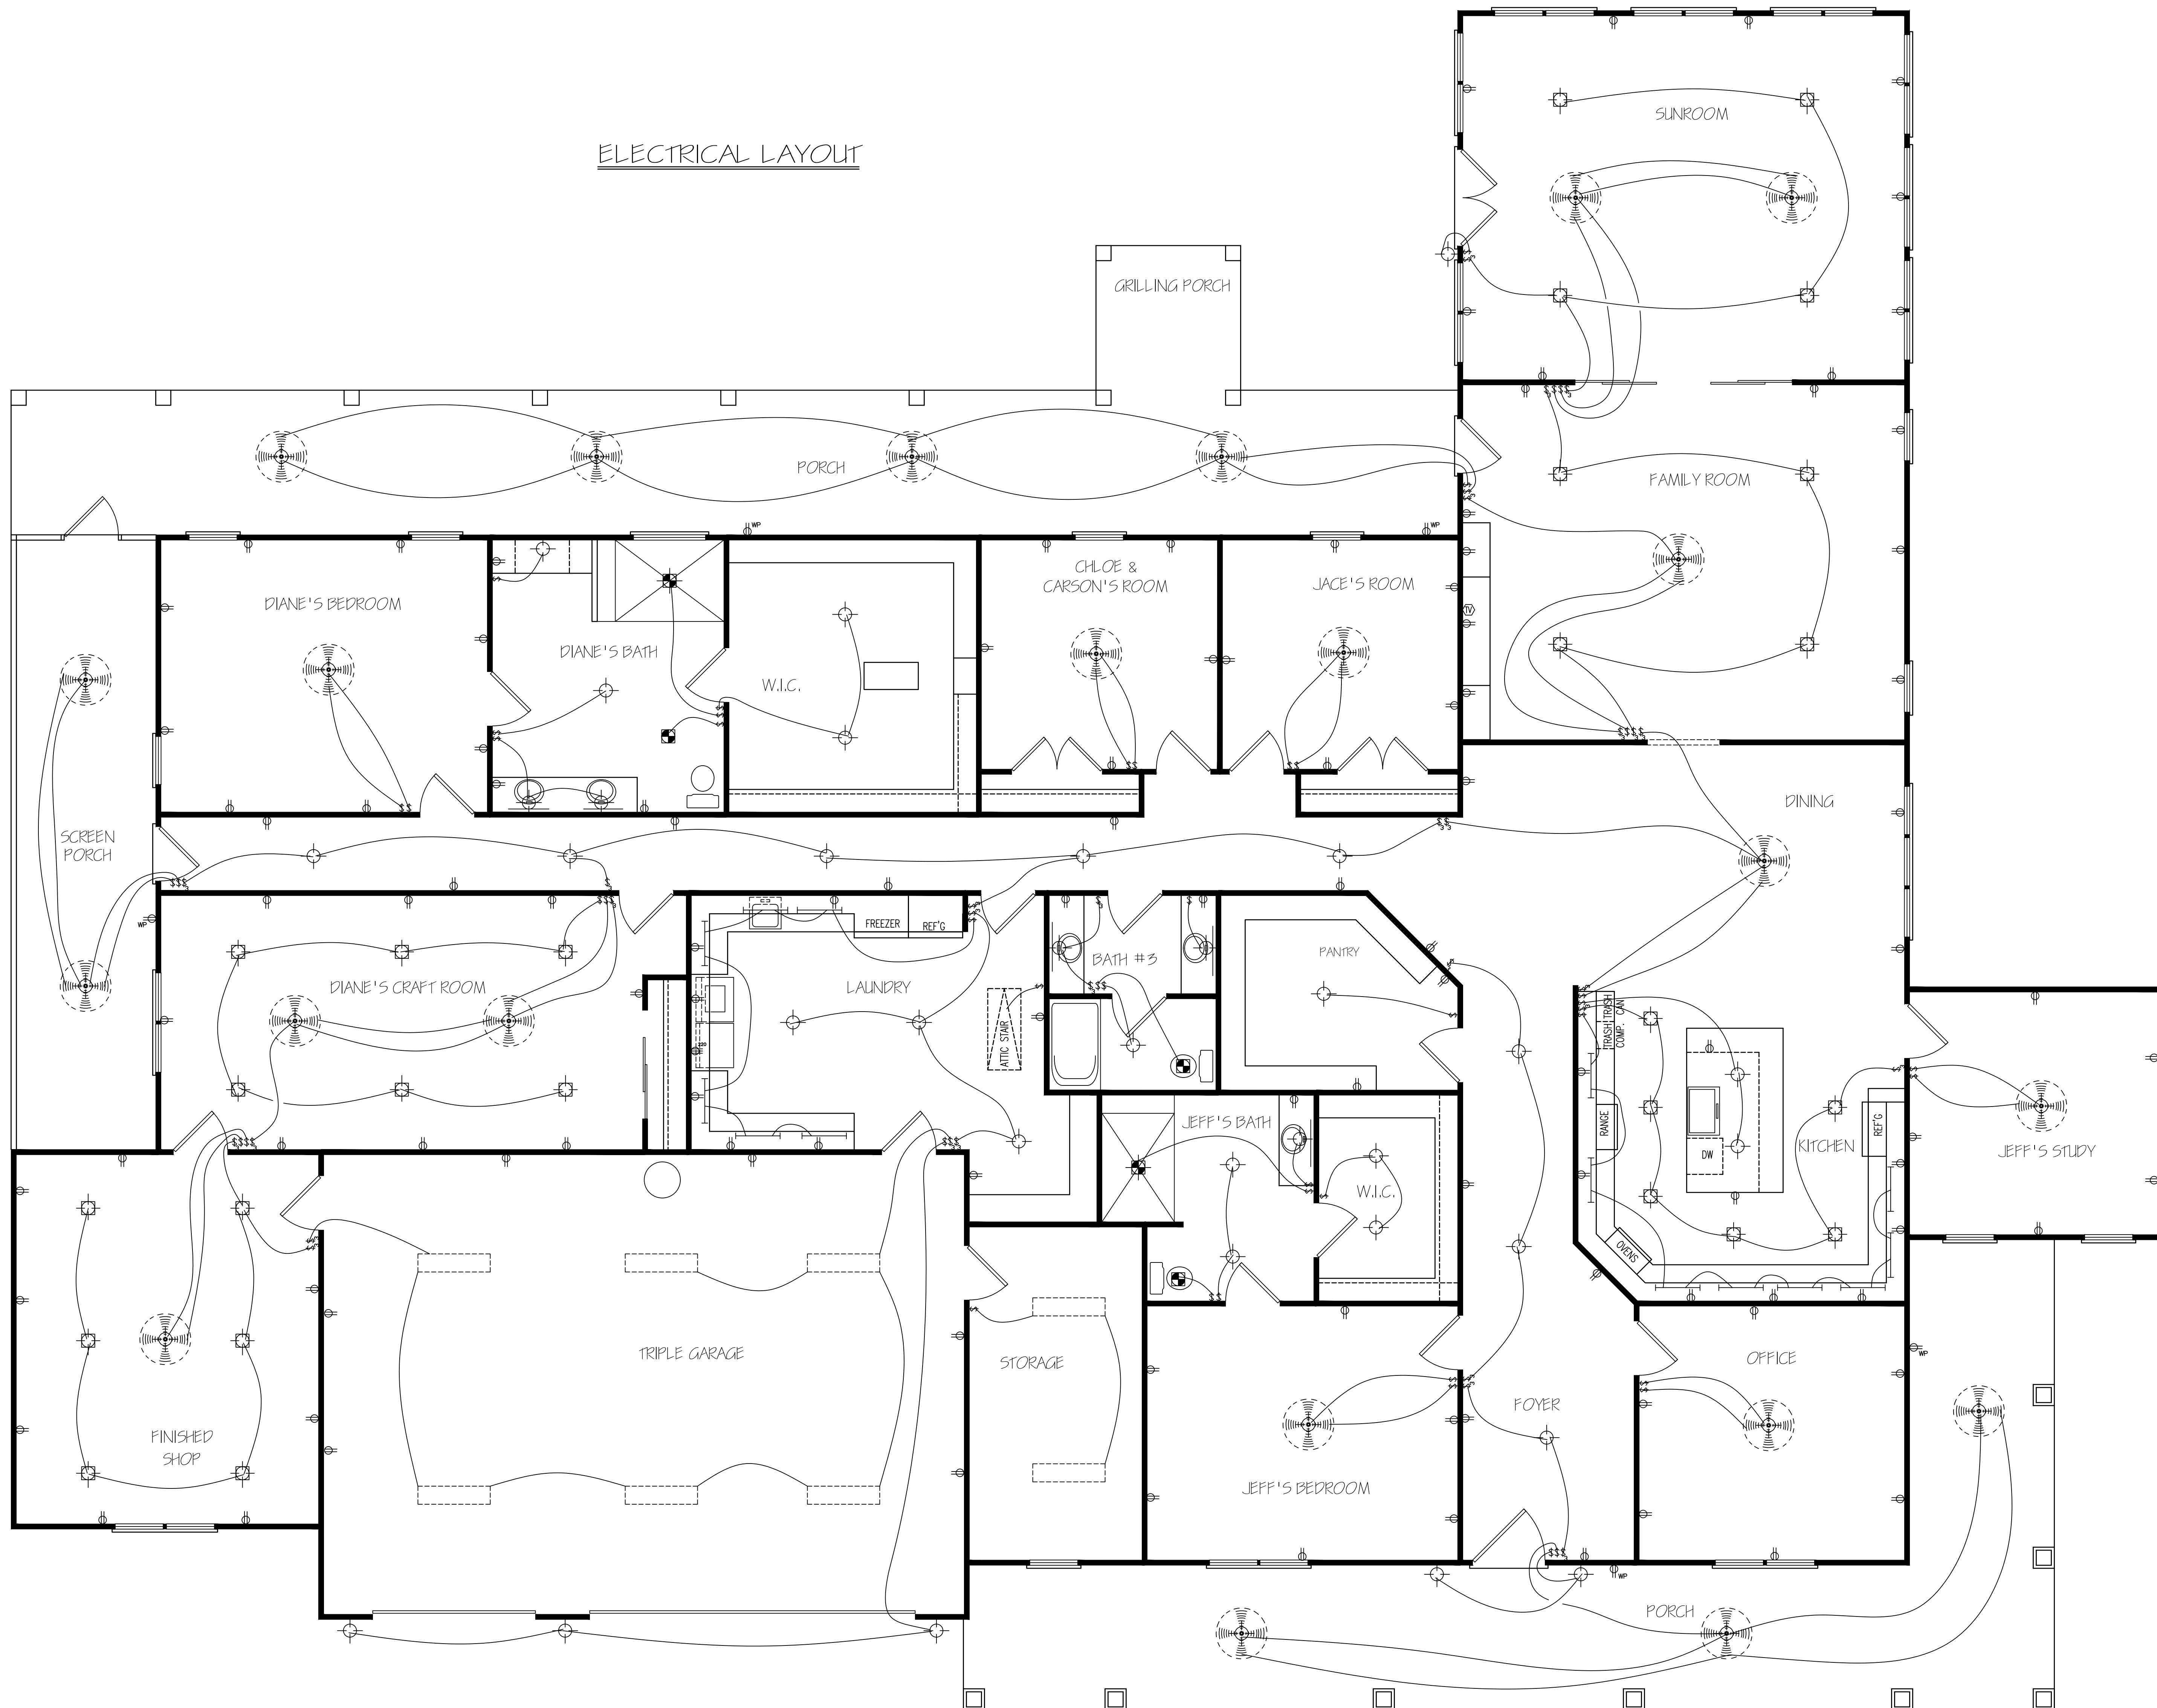 ELECTRICAL LAYOUT
SUNROOM
GRILLING PORCH
PORCH
FAMILY ROOM
WP
WP
CHLOE &
CARSON'S ROOM
JACE'S ROOM
DIANE'S BEDROOM
TV
DIANE'S BATH
W.I.C.
DINING
SCREEN
PORCH
WP
FREEZER
REF'G
PANTRY
BATH #3
DIANE'S CRAFT ROOM
LAUNDRY
TRASH TRASH
COMP. CAN
ATTIC STAIR
220
RANGE
JEFF'S BATH
REF'G
KITCHEN
DW
JEFF'S STUDY
W.I.C.
OVENS
TRIPLE GARAGE
STORAGE
OFFICE
WP
FOYER
FINISHED
SHOP
JEFF'S BEDROOM
WP
PORCH